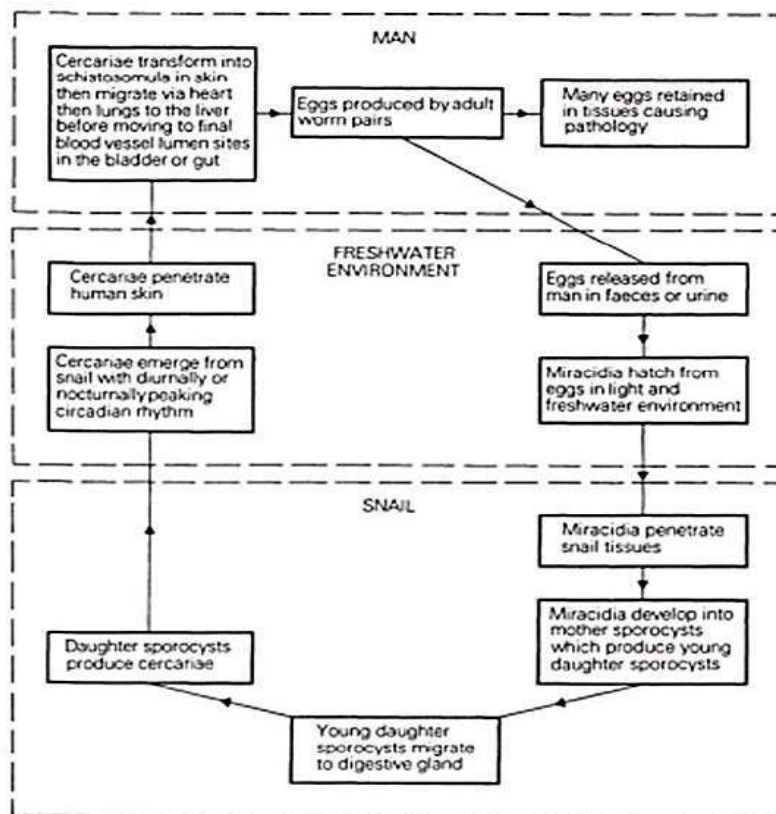 MAN
Cercariae transform into
schistosomula in skin
then migrate via heart
then lungs to the liver
before moving to final
blood vessel lumen sites
in the bladder or gut
Eggs produced by adult
worm pairs
Many eggs retained
in tissues causing
pathology
FRESHWATER
ENVIRONMENT
Cercariae penetrate
human skin
Eggs released from
man in faeces or urine
Cercariae emerge from
snail with diurnally or
nocturnally peaking
circadian rhythm
Miracidia hatch from
eggs in light and
freshwater environment
SNAIL
Miracidia penetrate
snail tissues
Miracidia develop into
mother sporocysts
which produce young
daughter sporocysts
Daughter sporocysts
produce cercariae
Young daughter
sporocysts migrate
to digestive gland